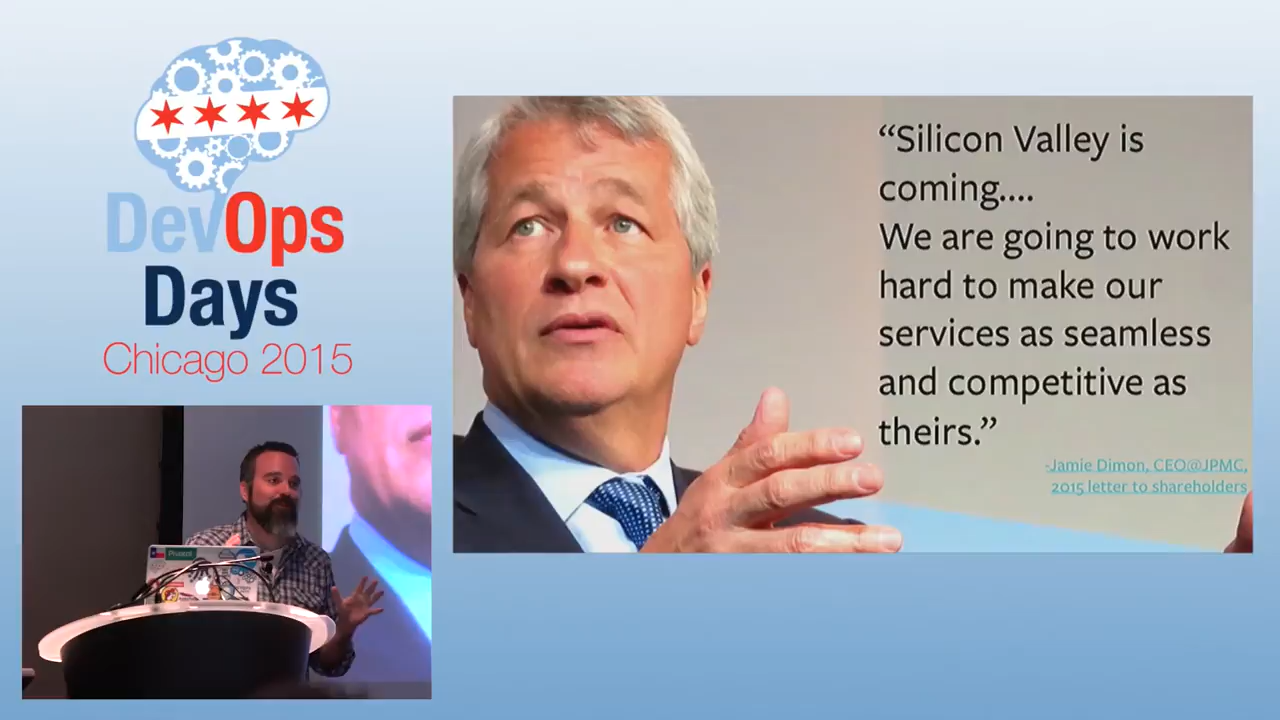 DevOps
Days
Chicago 2015
“Silicon Valley is
coming....
We are going to work
hard to make our
services as seamless
and competitive as
theirs.”
-Jamie Dimon, CEO@JPMC,
2015 letter to shareholders
Pivotal